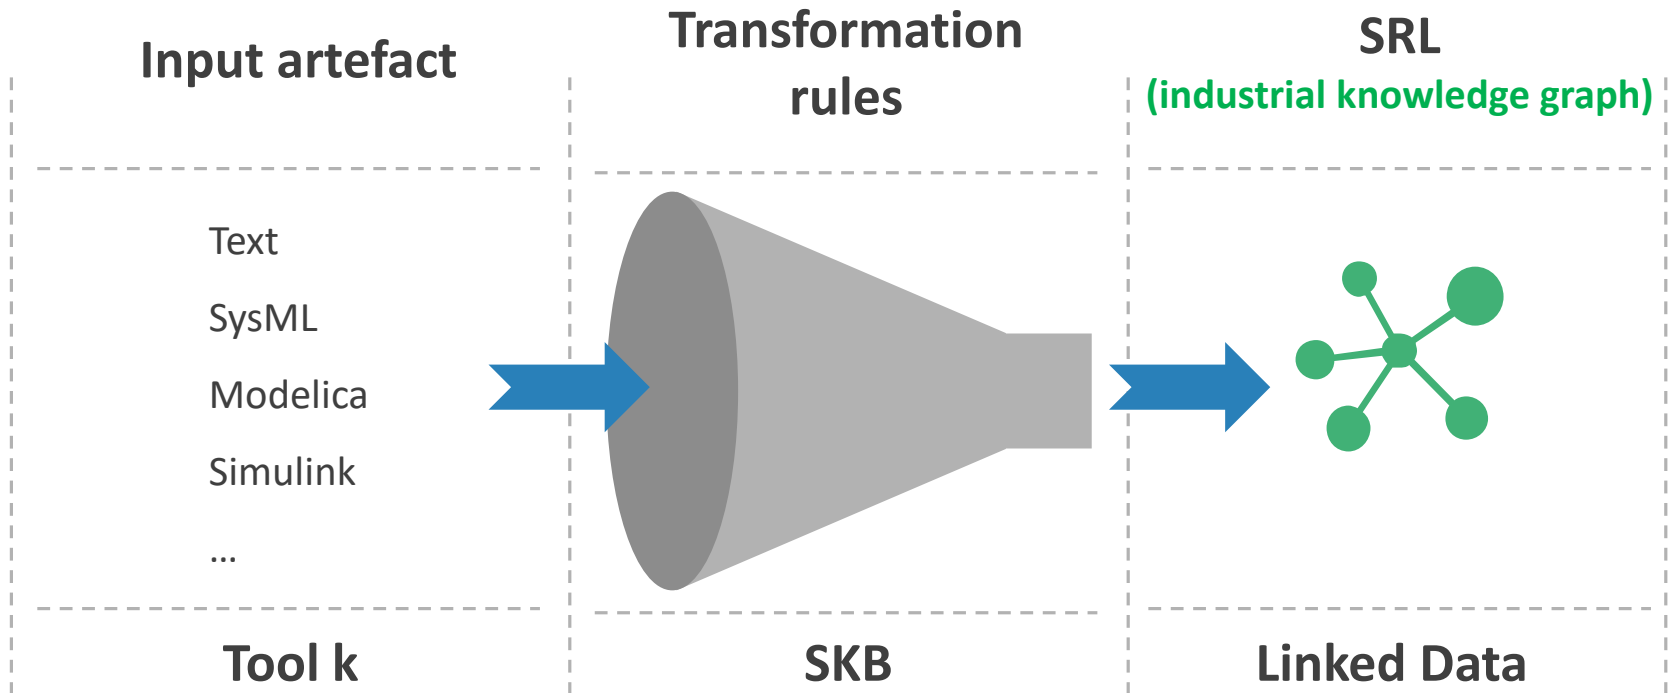 Input artefact
Transformation
rules
SRL
(industrial knowledge graph)
Text
SysML
Modelica
Simulink
...
Tool k
SKB
Linked Data